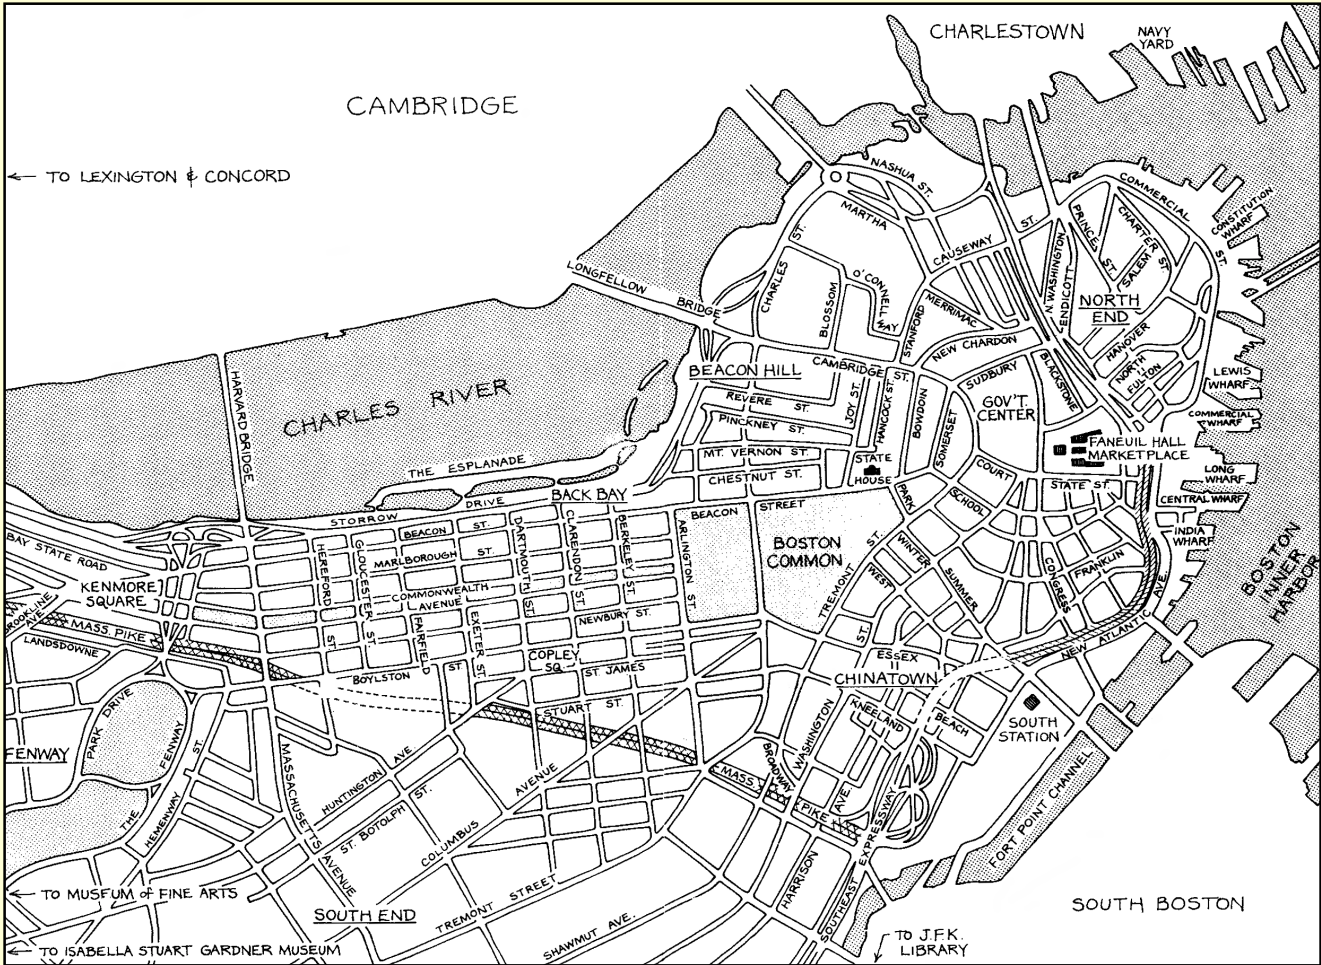 CHARLESTOWN
NAVY
YARD
CAMBRIDGE
← TO LEXINGTON & CONCORD
NASHUA ST.
MARTHA
COMMERCIAL ST.
CONSTITUTION
WHARF
PRINCE ST.
CHARTER ST.
SALEM
CAUSEWAY ST.
N. WASHINGTON
ENDICOTT
NORTH
END
CHARLES ST.
O'CONNELL WAY
BLOSSOM
LONGFELLOW BRIDGE
STANFORD
MERRIMAC
NEW CHARDON
HANOVER
NORTH
FULTON
LEWIS
WHARF
COMMERCIAL
WHARF
BLACKSTONE
CAMBRIDGE ST.
BEACON HILL
SUDBURY
GOV'T.
CENTER
REVERE ST.
JOY ST.
HANCOCK ST.
BOWDOIN
SOMERSET
PINCKNEY ST.
MT. VERNON ST.
CHESTNUT ST.
STATE
HOUSE
FANEUIL HALL
MARKETPLACE
HARVARD BRIDGE
CHARLES RIVER
THE ESPLANADE
BACK BAY
STORROW DRIVE
BEACON STREET
PARK
SCHOOL
COURT
STATE ST.
LONG
WHARF
CENTRAL WHARF
INDIA
WHARF
BOSTON
INNER
HARBOR
BAY STATE ROAD
KENMORE
SQUARE
BROOKLINE
AVE.
MASS. PIKE
LANDSDOWNE
HEREFORD ST.
GLOUCESTER ST.
BEACON ST.
MARLBOROUGH ST.
COMMONWEALTH
AVENUE
FAIRFIELD
EXETER ST.
DARTMOUTH ST.
CLARENDON ST.
BERKELEY ST.
ARLINGTON ST.
NEWBURY ST.
BOSTON
COMMON
TREMONT ST.
WINTER
WEST ST.
SUMMER
CONGRESS
FRANKLIN
NEW ATLANTIC AVE
COPLEY
SQ.
BOYLSTON ST
ST. JAMES
STUART ST.
ESSEX
CHINATOWN
KNEELAND
BEACH
SOUTH
STATION
PARK DRIVE
FENWAY
THE FENWAY
HEMENWAY ST.
MASSACHUSETTS AVENUE
HUNTINGTON AVE
ST. BOTOLPH ST.
COLUMBUS AVENUE
BROADWAY
WASHINGTON
MASS. PIKE
AVE.
HARRISON
SOUTHEAST EXPRESSWAY
FORT POINT CHANNEL
TREMONT STREET
SHAWMUT AVE.
SOUTH END
← TO MUSEUM of FINE ARTS
← TO ISABELLA STUART GARDNER MUSEUM
TO J.F.K.
LIBRARY
SOUTH BOSTON